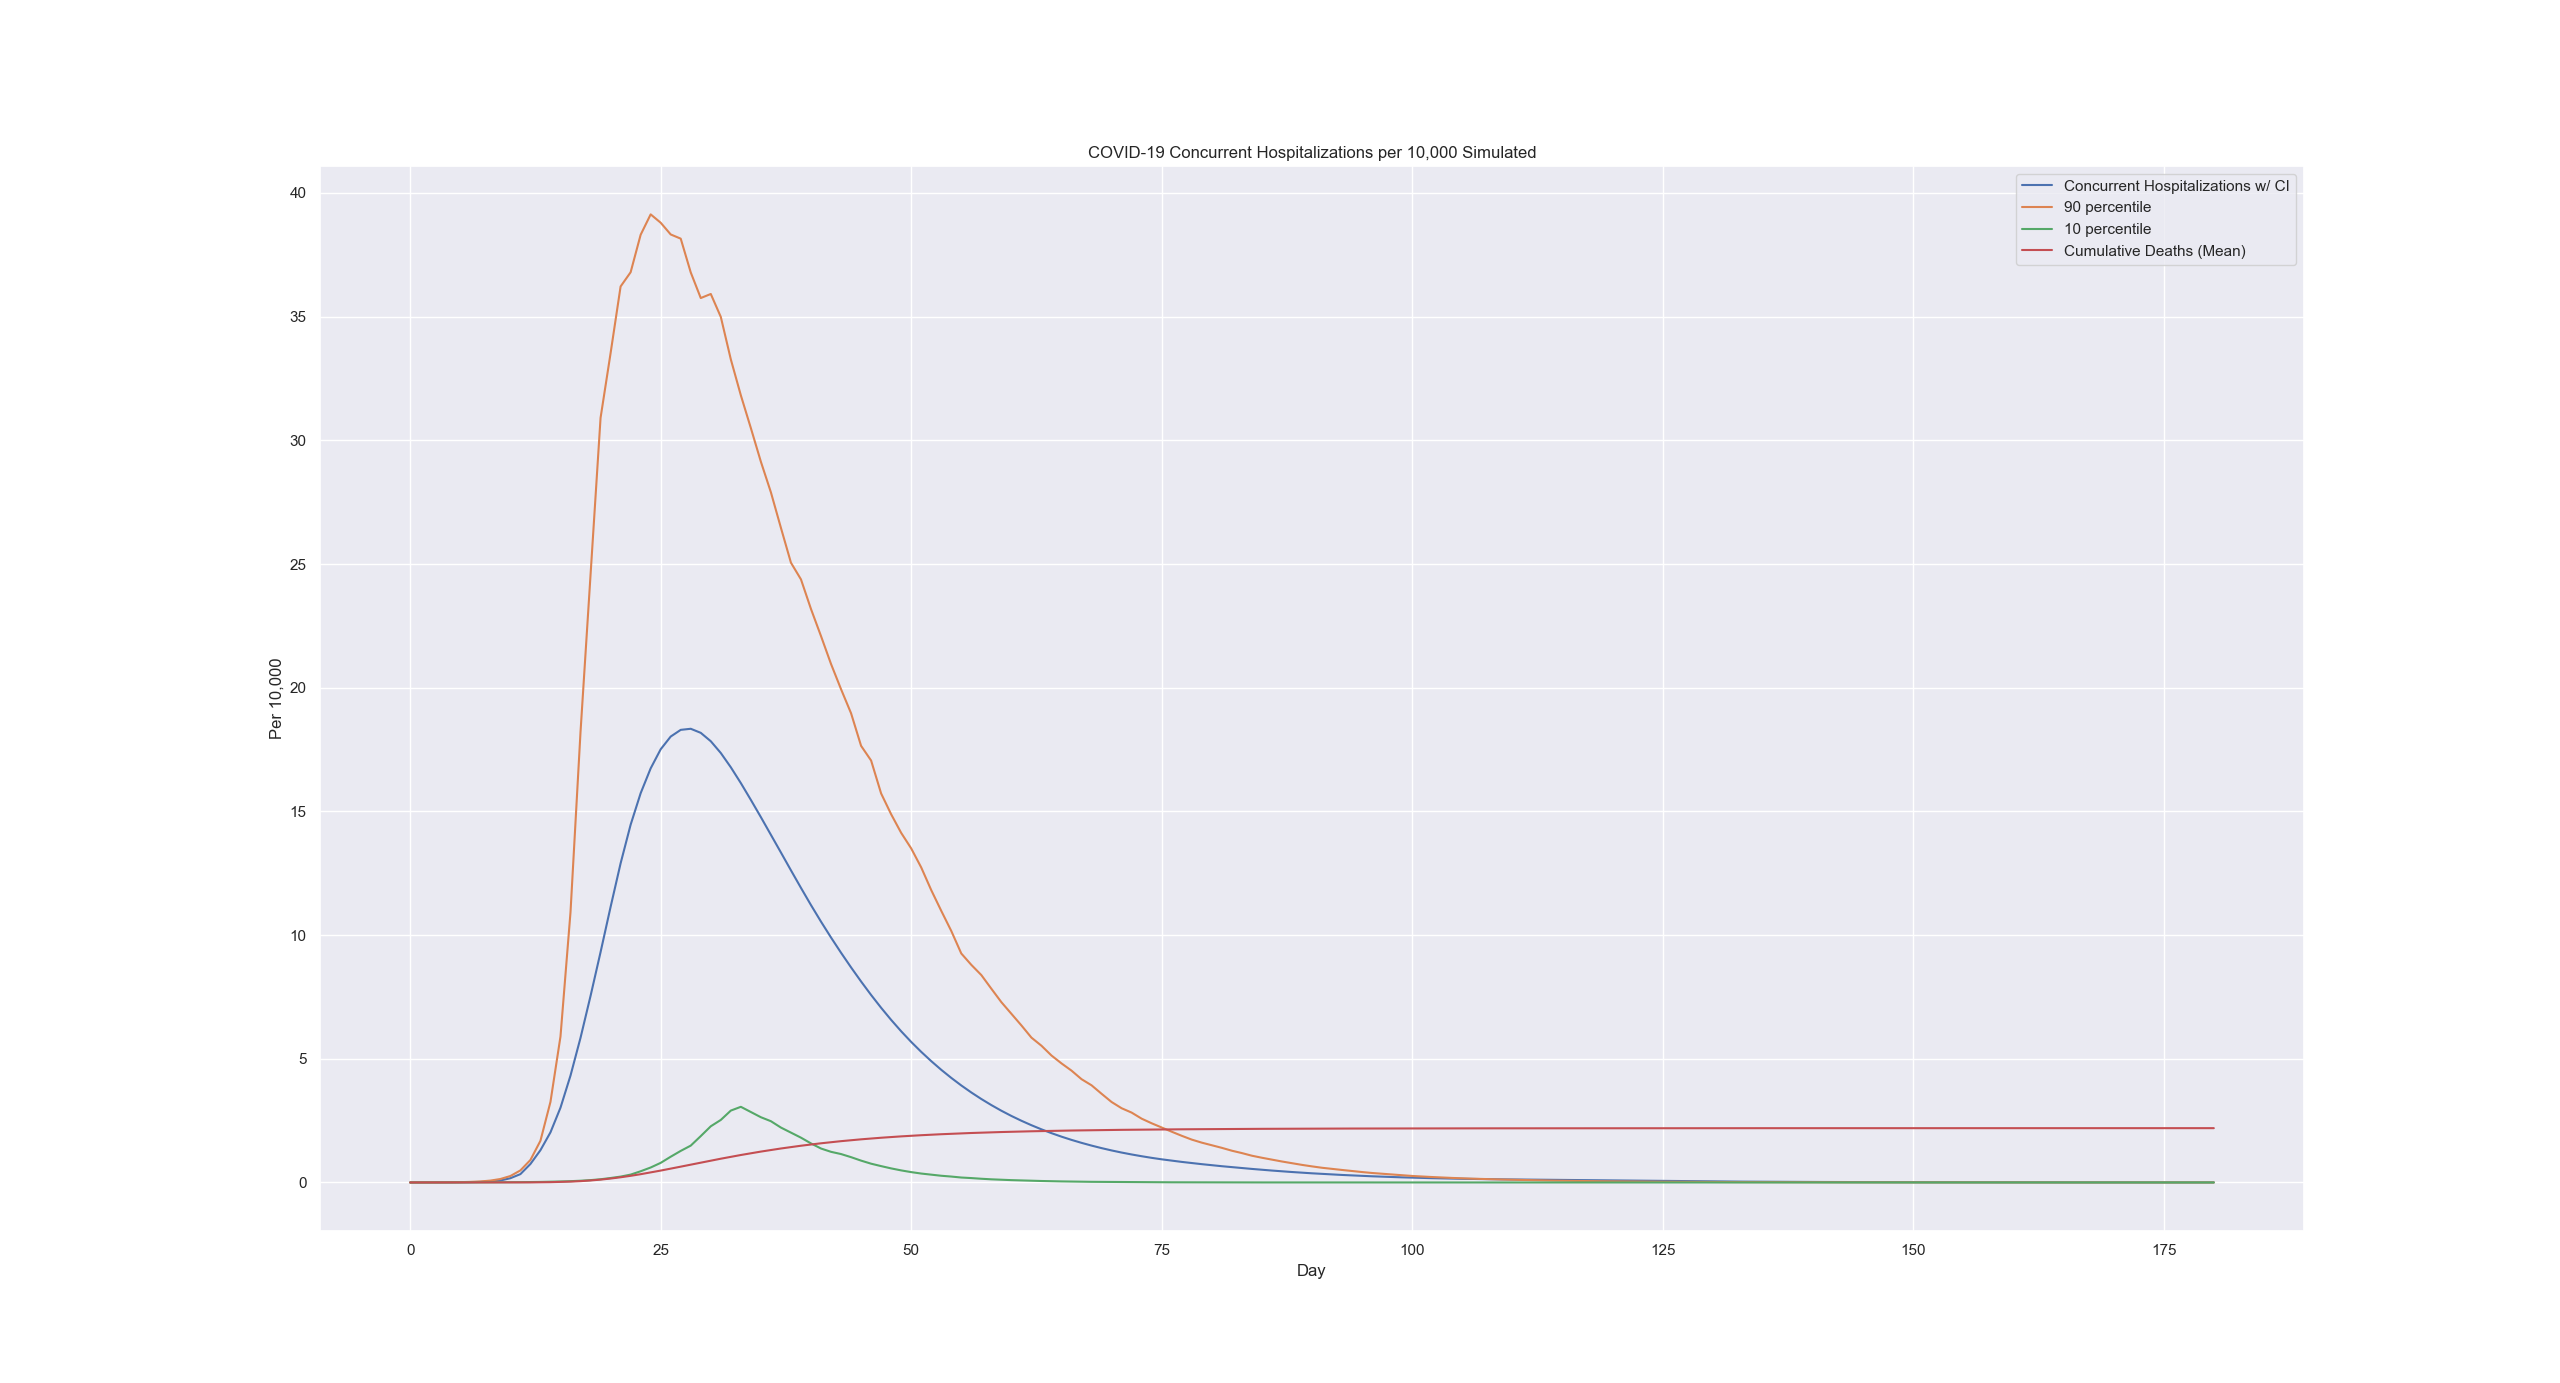 COVID-19 Concurrent Hospitalizations per 10,000 Simulated
Concurrent Hospitalizations w/ CI
90 percentile
10 percentile
Cumulative Deaths (Mean)
40
35
30
25
20
15
10
5
0
Per 10,000
0 25 50 75 100 125 150 175
Day